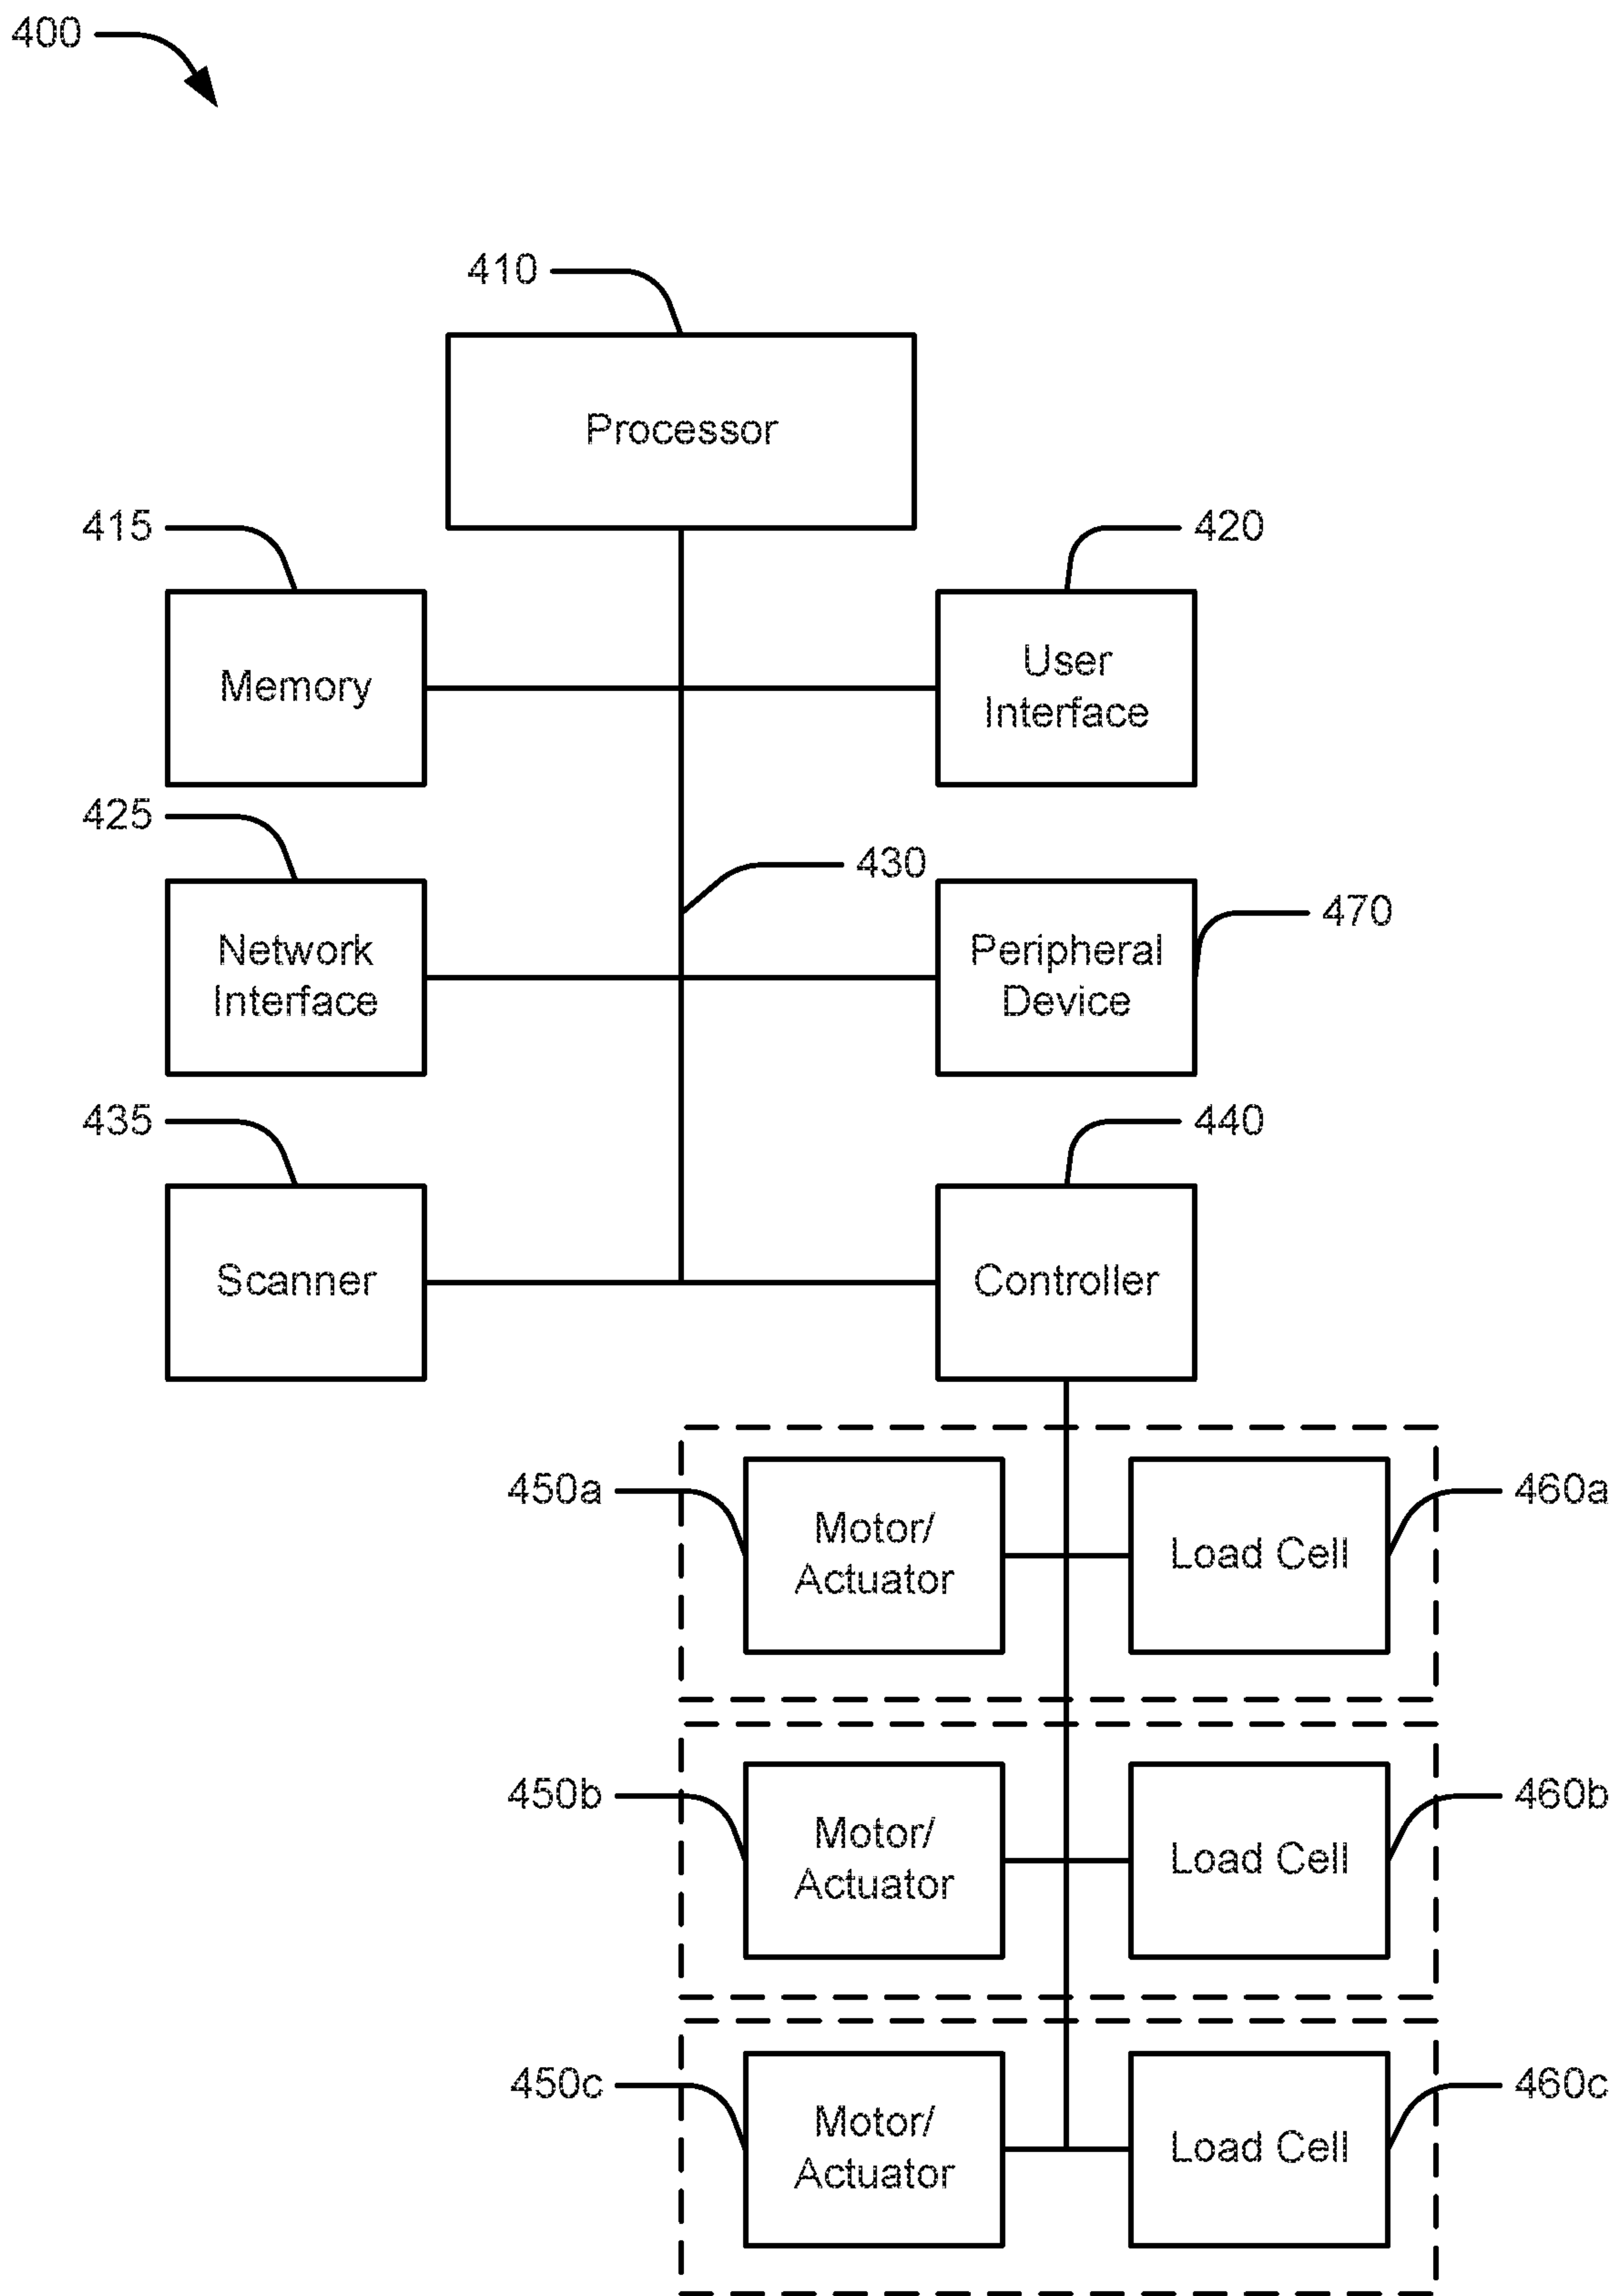 400
410
Processor
415
420
Memory
User
Interface
425
430
470
Network
Interface
Peripheral
Device
435
440
Scanner
Controller
450a
460a
Motor/
Actuator
Load Cell
450b
460b
Motor/
Actuator
Load Cell
450c
460c
Motor/
Actuator
Load Cell